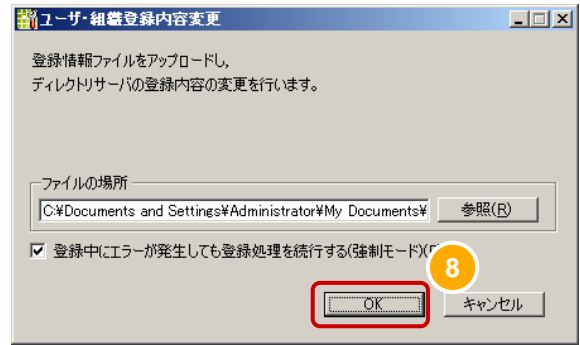 ユーザ・組織登録内容変更
登録情報ファイルをアップロードし,
ディレクトリサーバの登録内容の変更を行います。
ファイルの場所
C:¥Documents and Settings¥Administrator¥My Documents¥
参照(R)
登録中にエラーが発生しても登録処理を続行する(強制モード)(
8
OK
キャンセル